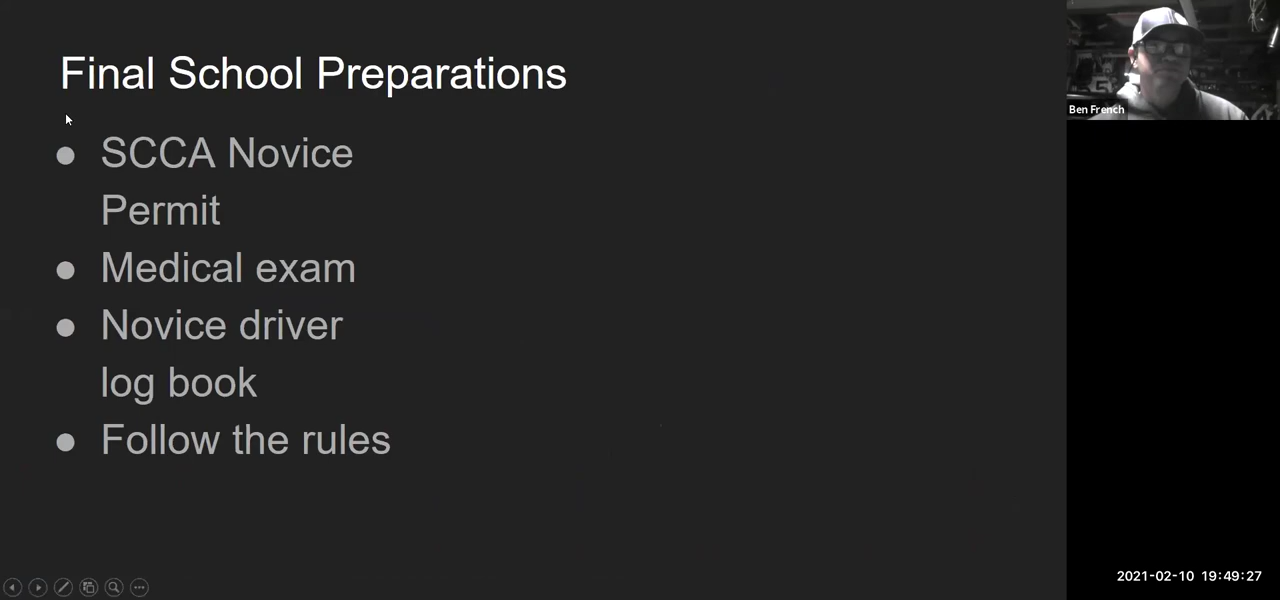 Final School Preparations
SCCA Novice
Permit
Medical exam
Novice driver
log book
Follow the rules
Ben French
2021-02-10 19:49:27